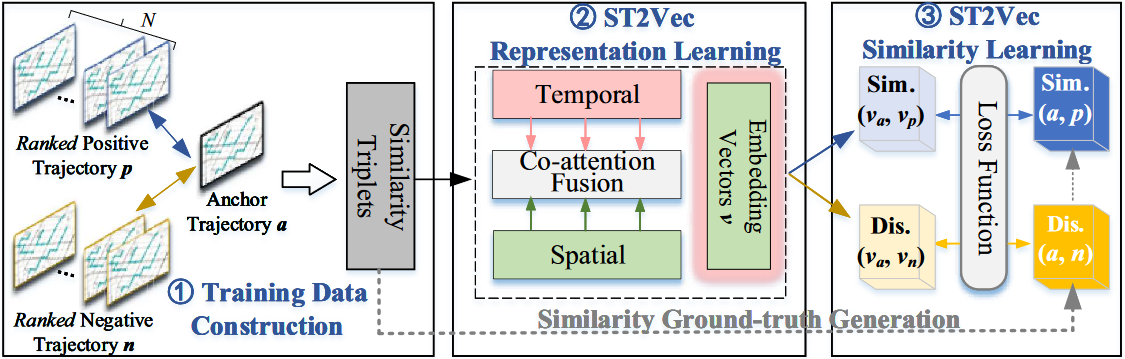 N
...
Ranked Positive
Trajectory p
Anchor
Trajectory a
...
Ranked Negative
Trajectory n
① Training Data
Construction
Similarity
Triplets
② ST2Vec
Representation Learning
Temporal
Co-attention
Fusion
Spatial
Embedding
Vectors v
Similarity Ground-truth Generation
③ ST2Vec
Similarity Learning
Sim.
(va, vp)
Loss Function
Sim.
(a, p)
Dis.
(va, vn)
Dis.
(a, n)